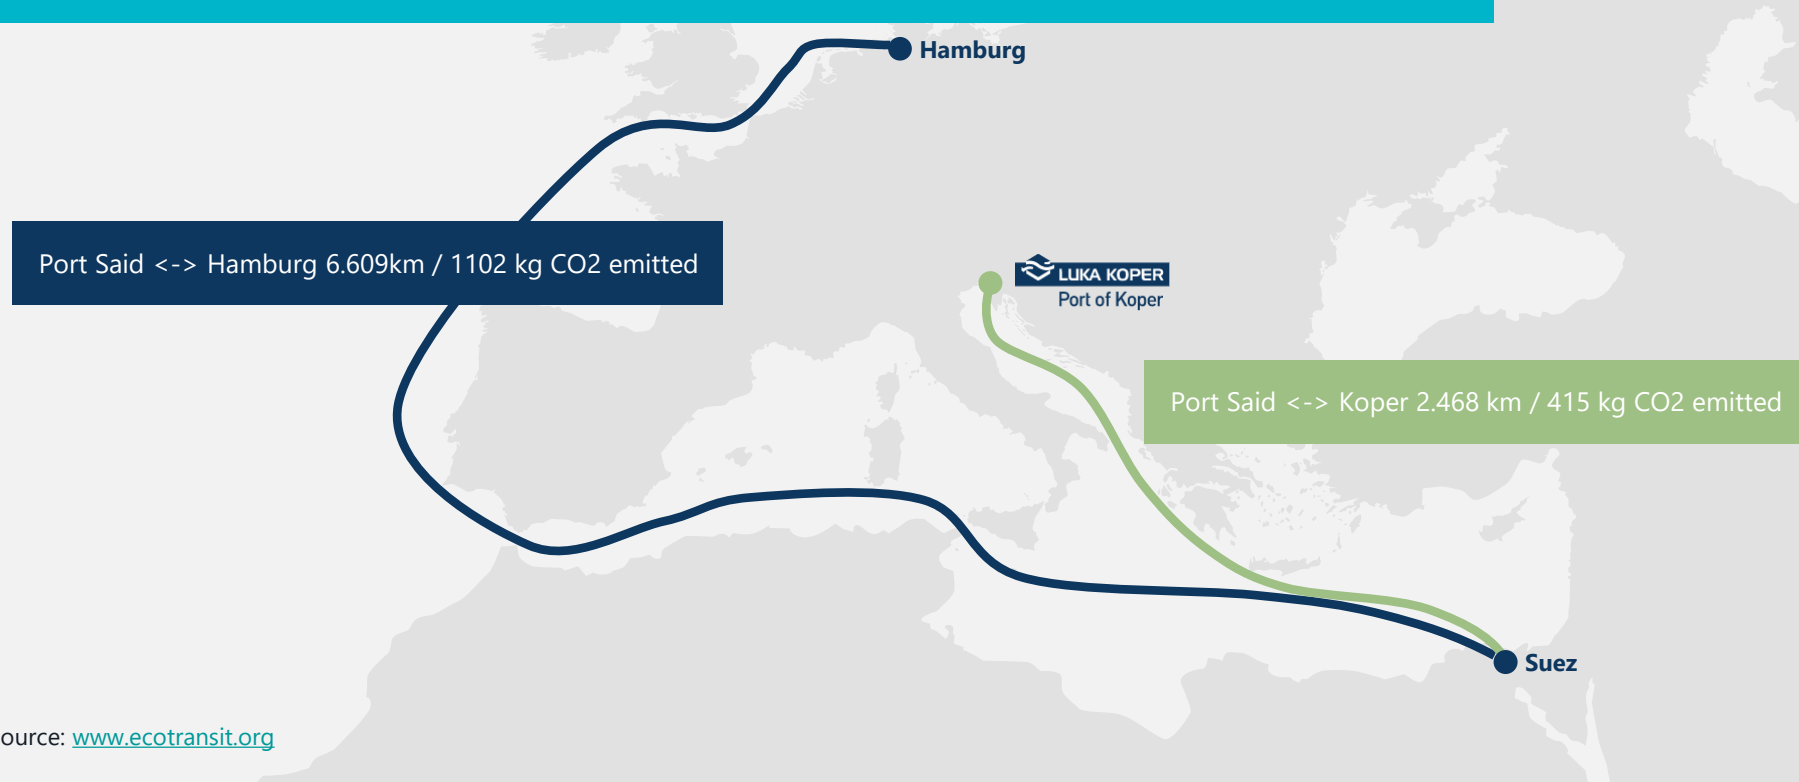 Hamburg
Port Said <-> Hamburg 6.609km / 1102 kg CO2 emitted
LUKA KOPER
Port of Koper
Port Said <-> Koper 2.468 km / 415 kg CO2 emitted
Suez
ource: www.ecotransit.org